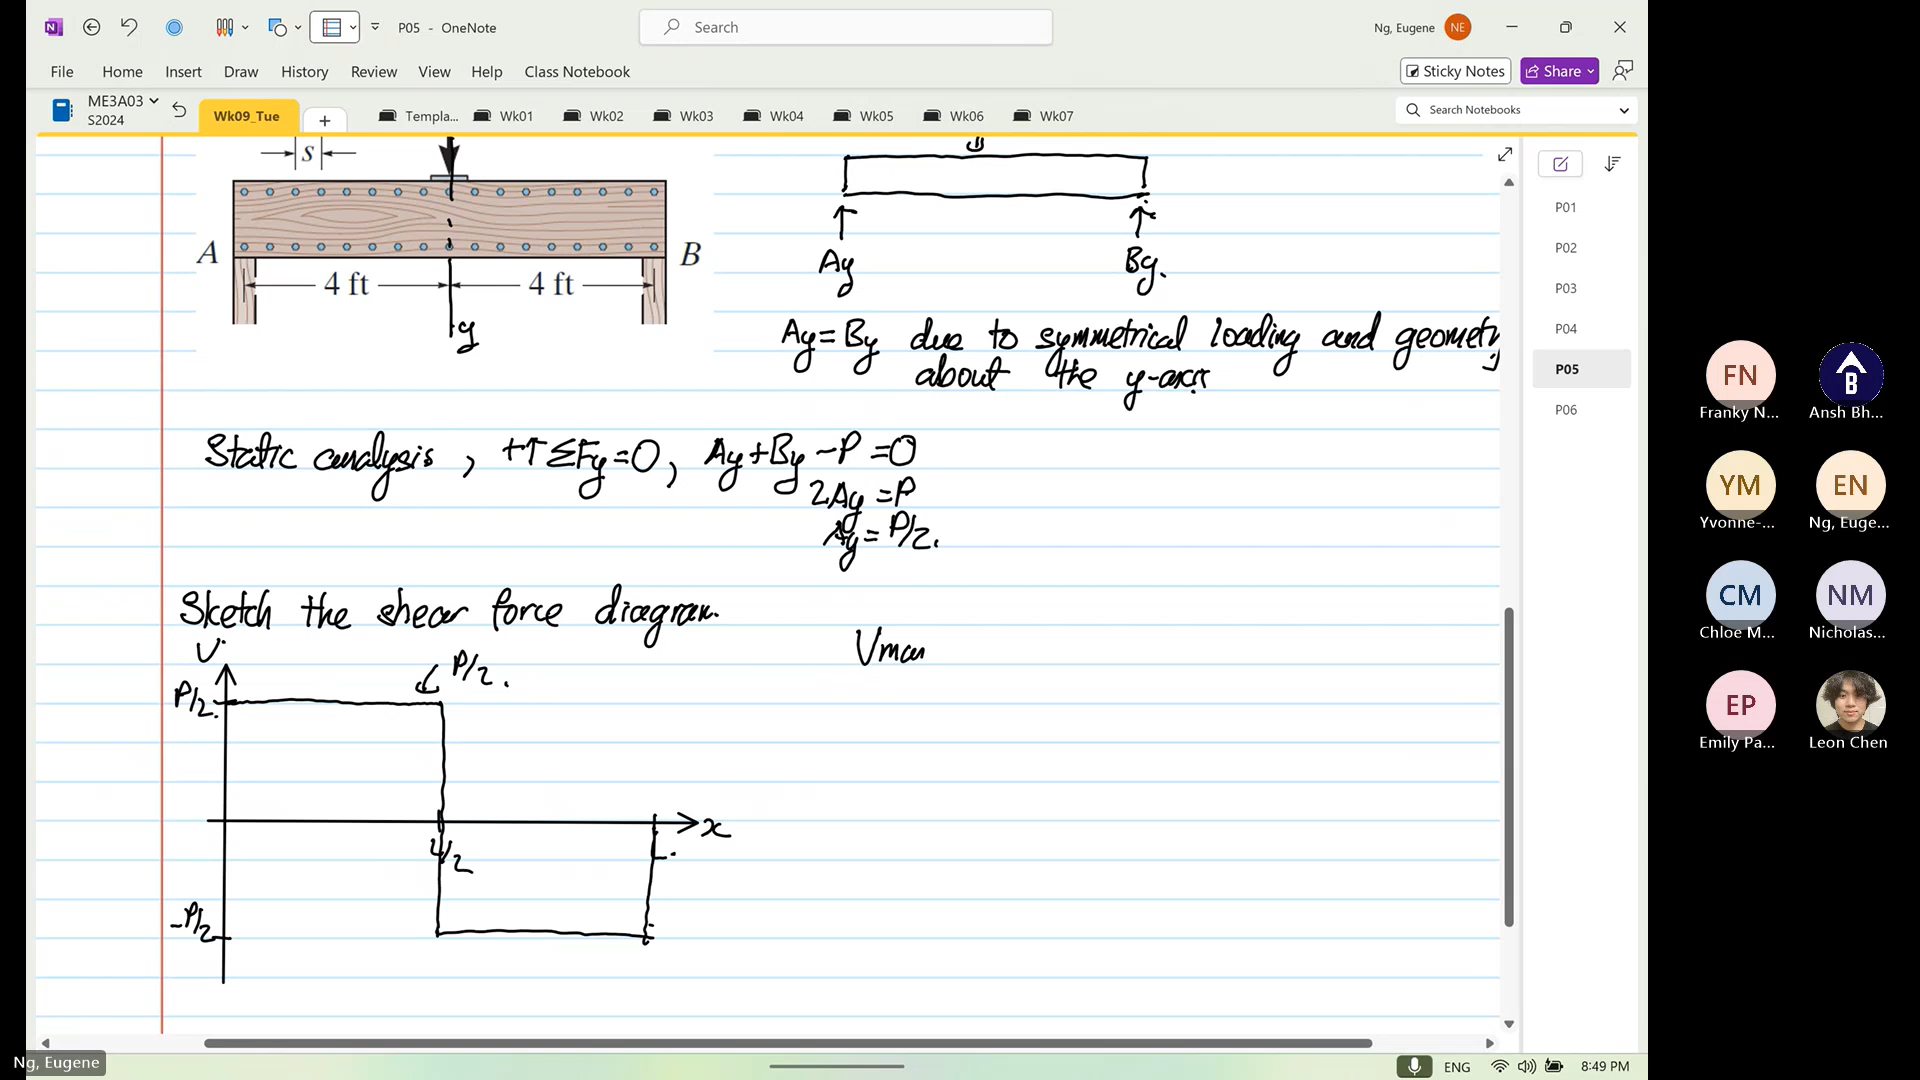 P05 - OneNote
Search
Ng, Eugene
NE
File
Home
Insert
Draw
History
Review
View
Help
Class Notebook
Sticky Notes
Share
ME3A03
S2024
Wk09_Tue
+
Templa...
Wk01
Wk02
Wk03
Wk04
Wk05
Wk06
Wk07
Search Notebooks
P01
P02
P03
P04
P05
P06
s
A
B
4 ft
4 ft
y
Ay
By.
Ay = By due to symmetrical loading and geometry
about the y-axis
Static analysis, +↑ΣFy=0, Ay+By-P=0
2Ay=P
Ay=P/2.
Sketch the shear force diagram.
V
P/2.
P/2.
Vmax
x
L/2
L
-P/2
FN
Franky N...
Ansh Bh...
YM
Yvonne-...
EN
Ng, Euge...
CM
Chloe M...
NM
Nicholas...
EP
Emily Pa...
Leon Chen
Ng, Eugene
ENG
8:49 PM